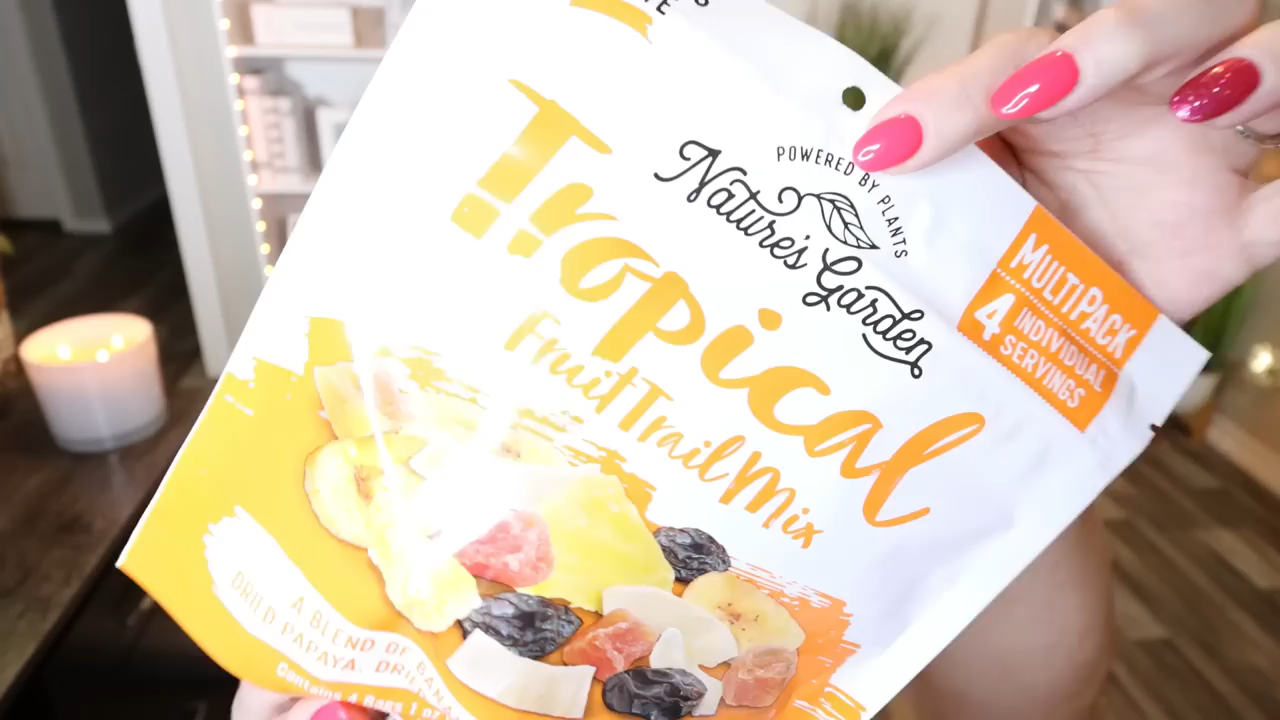 POWERED BY PLANTS
Nature's Garden
Tropical
Fruit Trail Mix
MULTIPACK
4 INDIVIDUAL
SERVINGS
A BLEND OF
DRIED PAPAYA,
Contains 4 Bags 1 oz